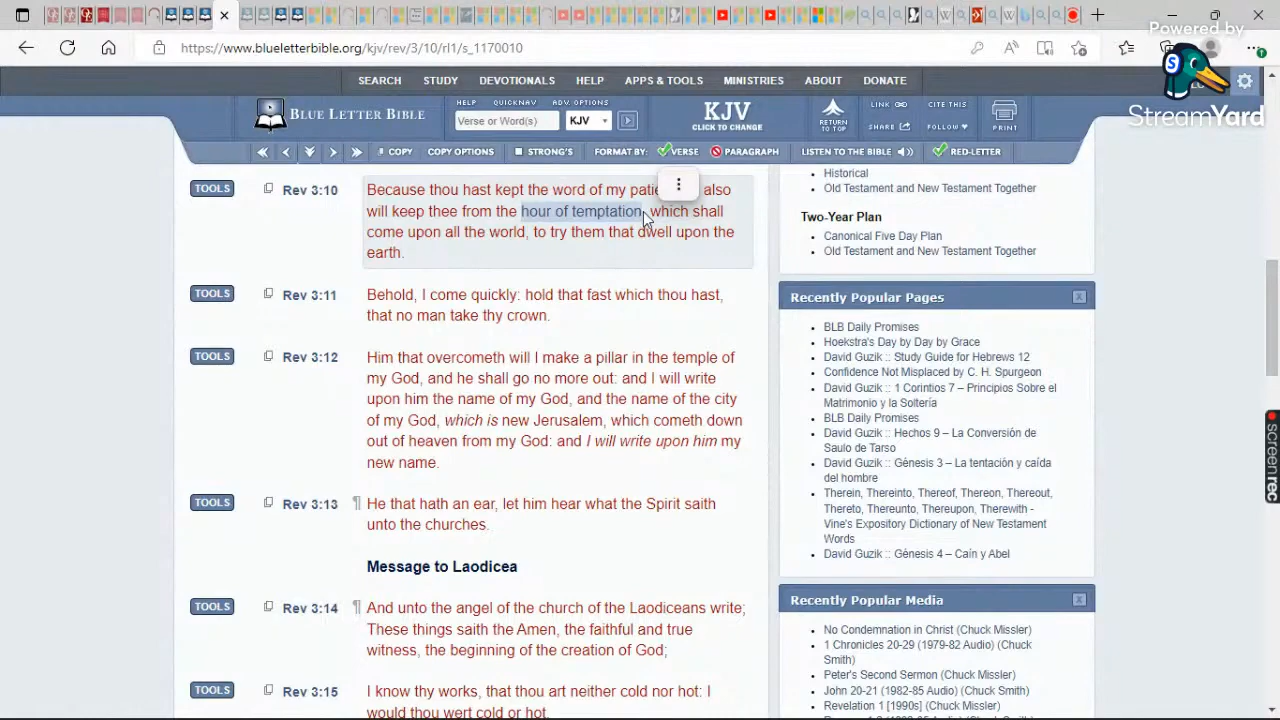 Powered by
StreamYard
https://www.blueletterbible.org/kjv/rev/3/10/rl1/s_1170010
SEARCH STUDY DEVOTIONALS HELP APPS & TOOLS MINISTRIES ABOUT DONATE
BLUE LETTER BIBLE
HELP QUICKNAV ADV. OPTIONS
Verse or Word(s) KJV
KJV
CLICK TO CHANGE
RETURN
TO TOP
LINK CITE THIS
SHARE FOLLOW
PRINT
COPY COPY OPTIONS STRONG'S FORMAT BY: VERSE PARAGRAPH LISTEN TO THE BIBLE RED-LETTER
TOOLS Rev 3:10 Because thou hast kept the word of my also
will keep thee from the hour of temptation, which shall
come upon all the world, to try them that dwell upon the
earth.
TOOLS Rev 3:11 Behold, I come quickly: hold that fast which thou hast,
that no man take thy crown.
TOOLS Rev 3:12 Him that overcometh will I make a pillar in the temple of
my God, and he shall go no more out: and I will write
upon him the name of my God, and the name of the city
of my God, which is new Jerusalem, which cometh down
out of heaven from my God: and I will write upon him my
new name.
TOOLS Rev 3:13 ¶ He that hath an ear, let him hear what the Spirit saith
unto the churches.
Message to Laodicea
TOOLS Rev 3:14 ¶ And unto the angel of the church of the Laodiceans write;
These things saith the Amen, the faithful and true
witness, the beginning of the creation of God;
TOOLS Rev 3:15 I know thy works, that thou art neither cold nor hot: I
would thou wert cold or hot.
Historical
Old Testament and New Testament Together
Two-Year Plan
Canonical Five Day Plan
Old Testament and New Testament Together
Recently Popular Pages X
BLB Daily Promises
Hoekstra's Day by Day by Grace
David Guzik :: Study Guide for Hebrews 12
Confidence Not Misplaced by C. H. Spurgeon
David Guzik :: 1 Corintios 7 – Principios Sobre el
Matrimonio y la Soltería
BLB Daily Promises
David Guzik :: Hechos 9 – La Conversión de
Saulo de Tarso
David Guzik :: Génesis 3 – La tentación y caída
del hombre
Therein, Thereinto, Thereof, Thereon, Thereout,
Thereto, Thereunto, Thereupon, Therewith -
Vine's Expository Dictionary of New Testament
Words
David Guzik :: Génesis 4 – Caín y Abel
Recently Popular Media X
No Condemnation in Christ (Chuck Missler)
1 Chronicles 20-29 (1979-82 Audio) (Chuck
Smith)
Peter's Second Sermon (Chuck Missler)
John 20-21 (1982-85 Audio) (Chuck Smith)
Revelation 1 [1990s] (Chuck Missler)
Screenrec